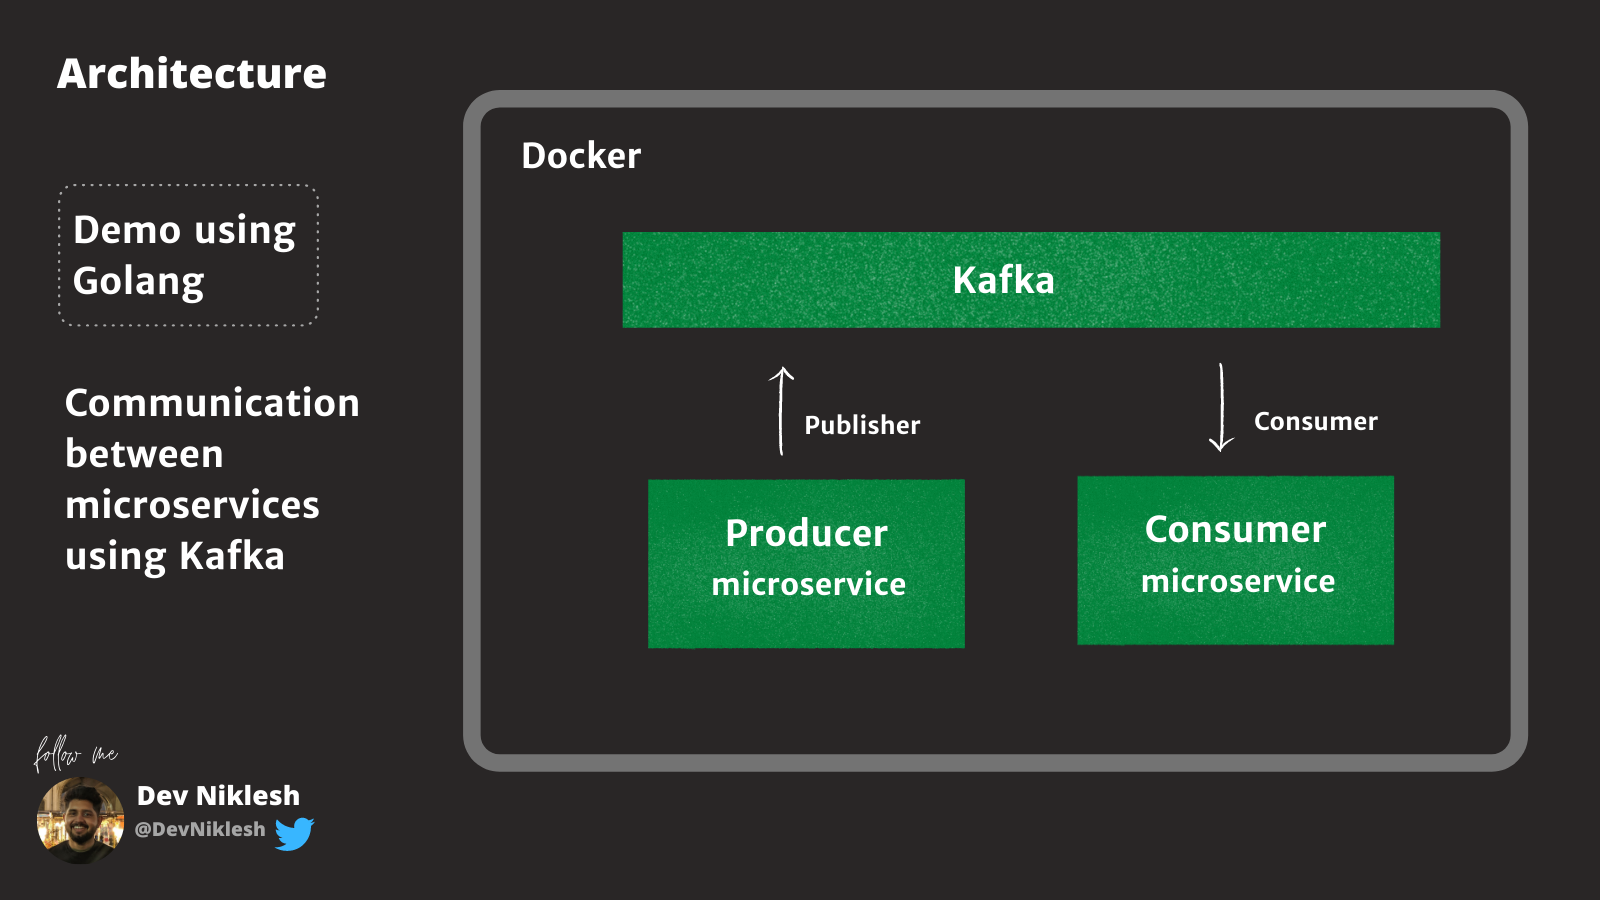 Architecture
Demo using
Golang
Communication
between
microservices
using Kafka
Docker
Kafka
Publisher
Consumer
Producer
microservice
Consumer
microservice
follow me
Dev Niklesh
@DevNiklesh